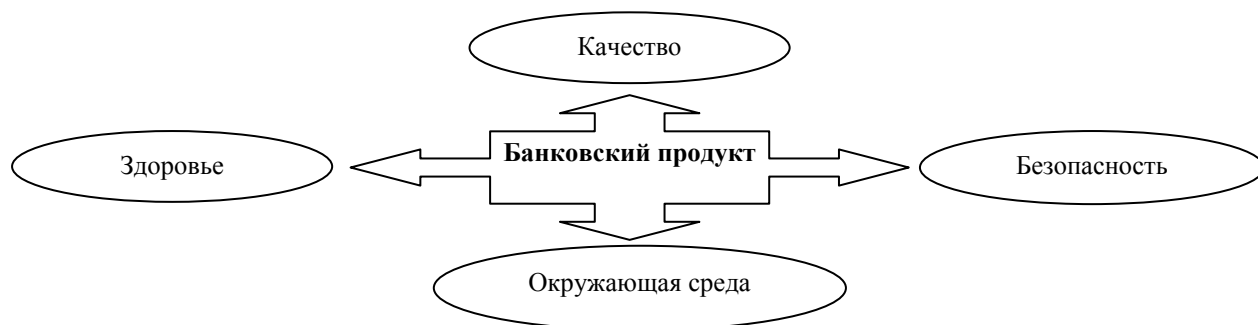 Качество
Здоровье
Банковский продукт
Безопасность
Окружающая среда